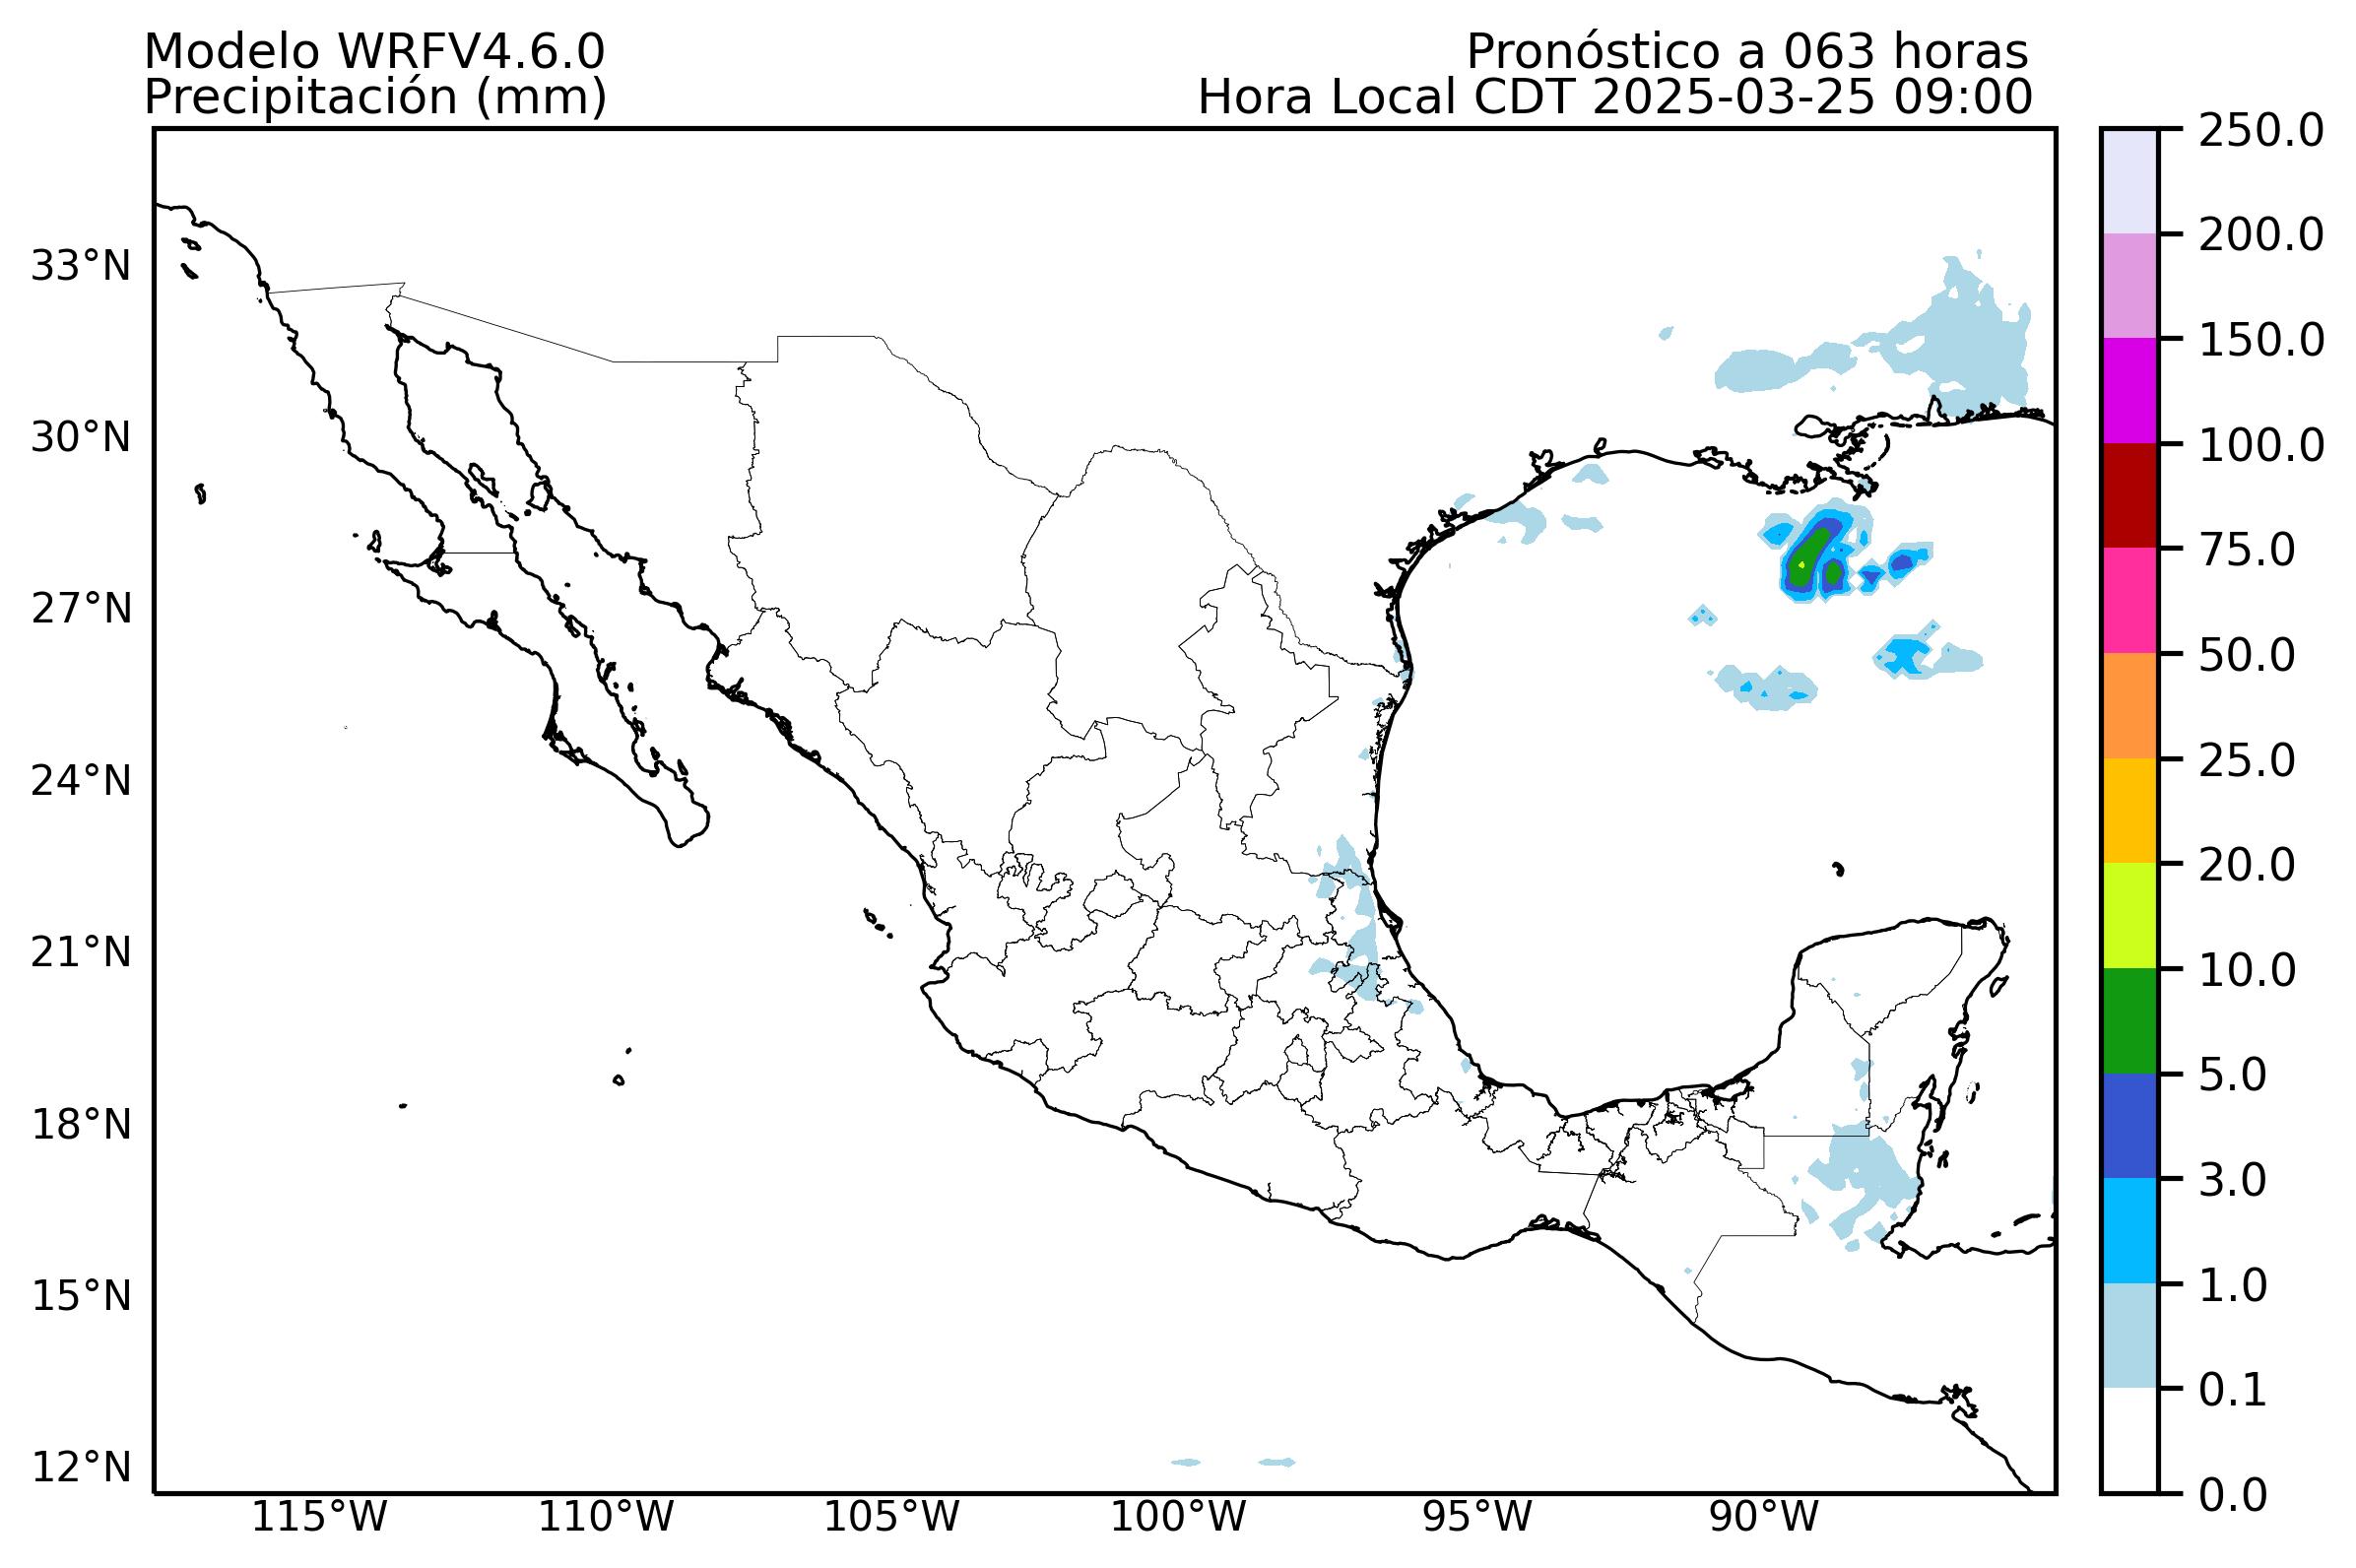 Modelo WRFV4.6.0
Precipitación (mm)
Pronóstico a 063 horas
Hora Local CDT 2025-03-25 09:00
33°N
30°N
27°N
24°N
21°N
18°N
15°N
12°N
115°W
110°W
105°W
100°W
95°W
90°W
250.0
200.0
150.0
100.0
75.0
50.0
25.0
20.0
10.0
5.0
3.0
1.0
0.1
0.0